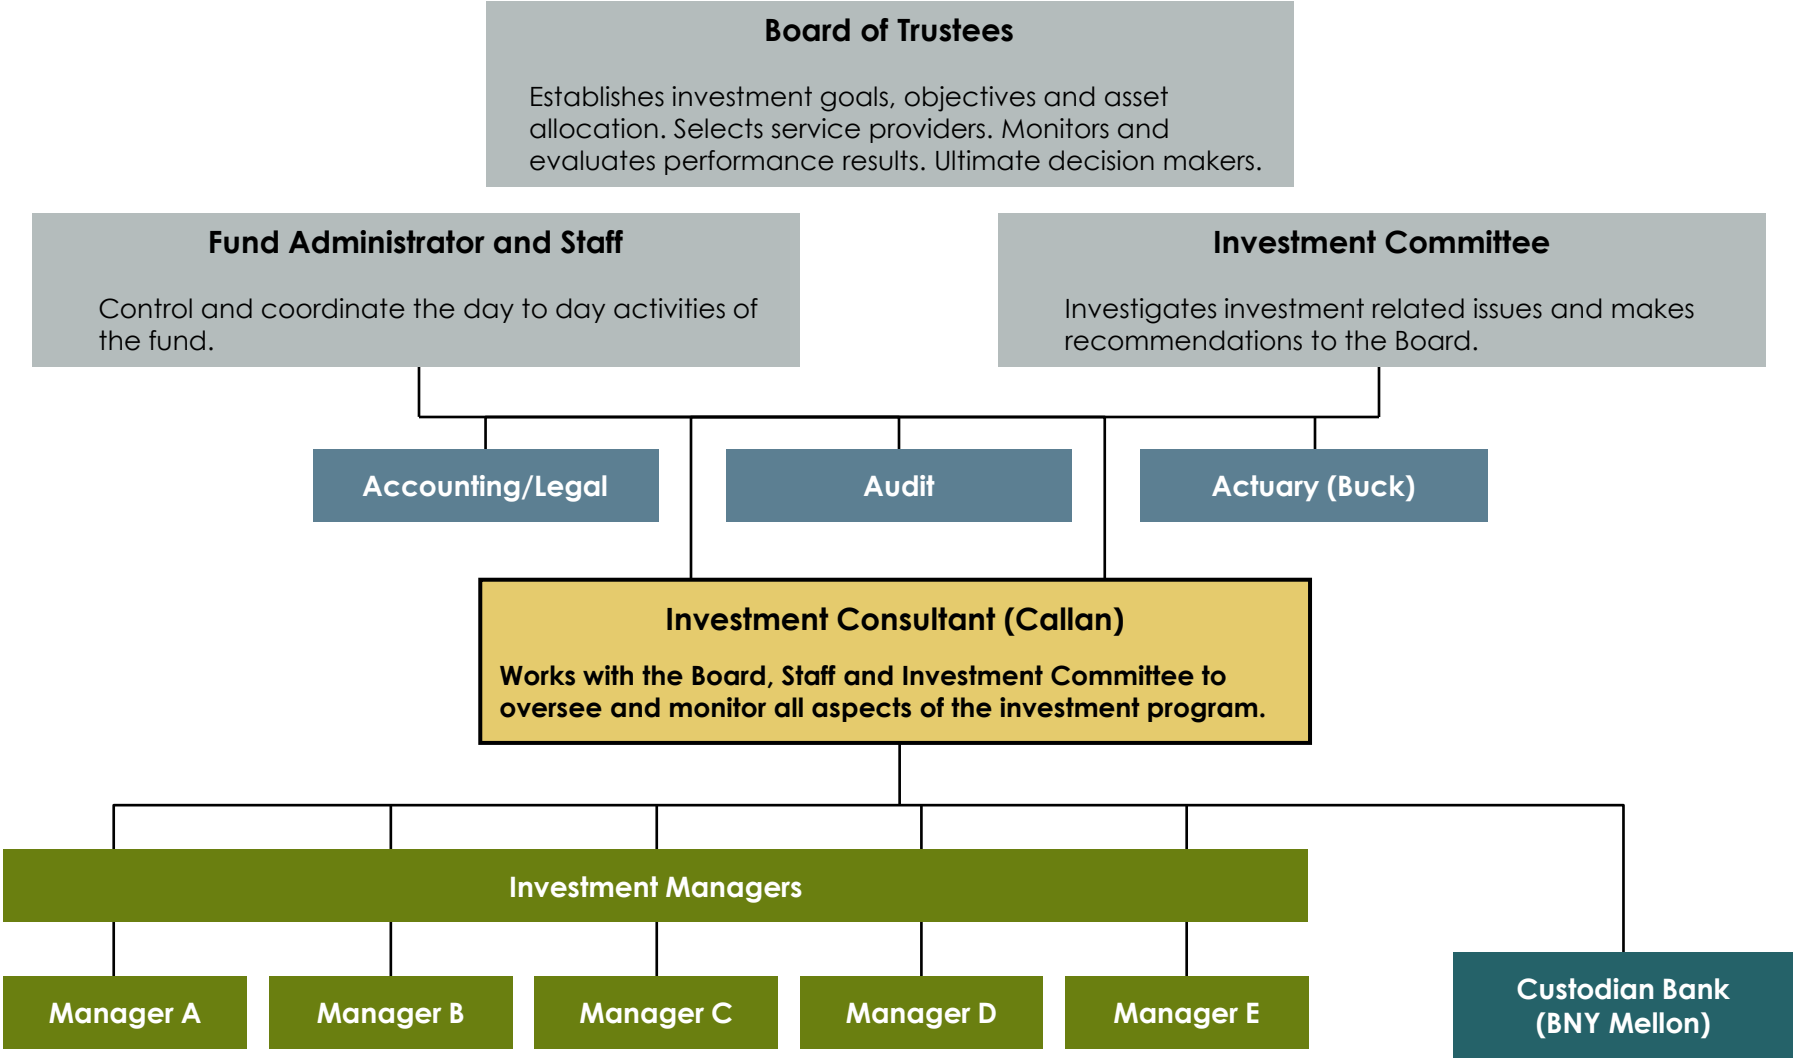 Board of Trustees
Establishes investment goals, objectives and asset
allocation. Selects service providers. Monitors and
evaluates performance results. Ultimate decision makers.
Fund Administrator and Staff
Control and coordinate the day to day activities of
the fund.
Investment Committee
Investigates investment related issues and makes
recommendations to the Board.
Accounting/Legal
Audit
Actuary (Buck)
Investment Consultant (Callan)
Works with the Board, Staff and Investment Committee to
oversee and monitor all aspects of the investment program.
Investment Managers
Manager A
Manager B
Manager C
Manager D
Manager E
Custodian Bank
(BNY Mellon)